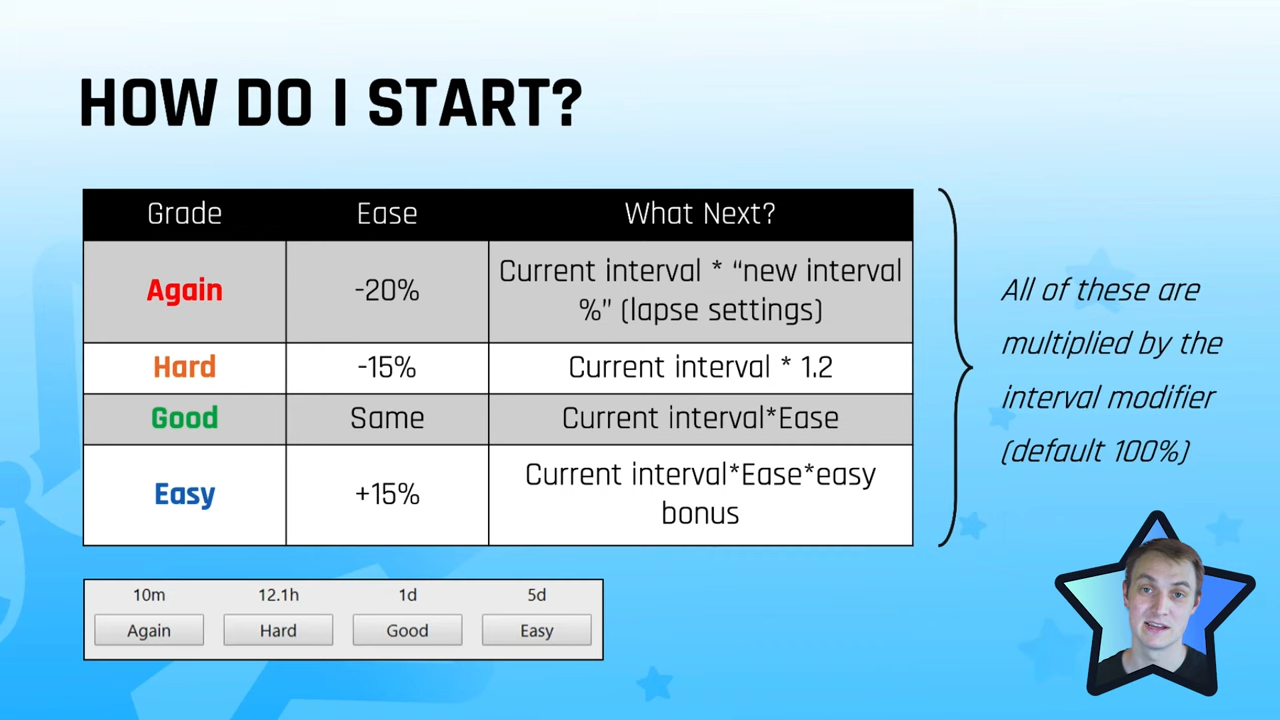 HOW DO I START?
Grade Ease What Next?
Again -20% Current interval * “new interval
%” (lapse settings)
Hard -15% Current interval * 1.2
Good Same Current interval*Ease
Easy +15% Current interval*Ease*easy
bonus
All of these are
multiplied by the
interval modifier
(default 100%)
10m 12.1h 1d 5d
Again Hard Good Easy